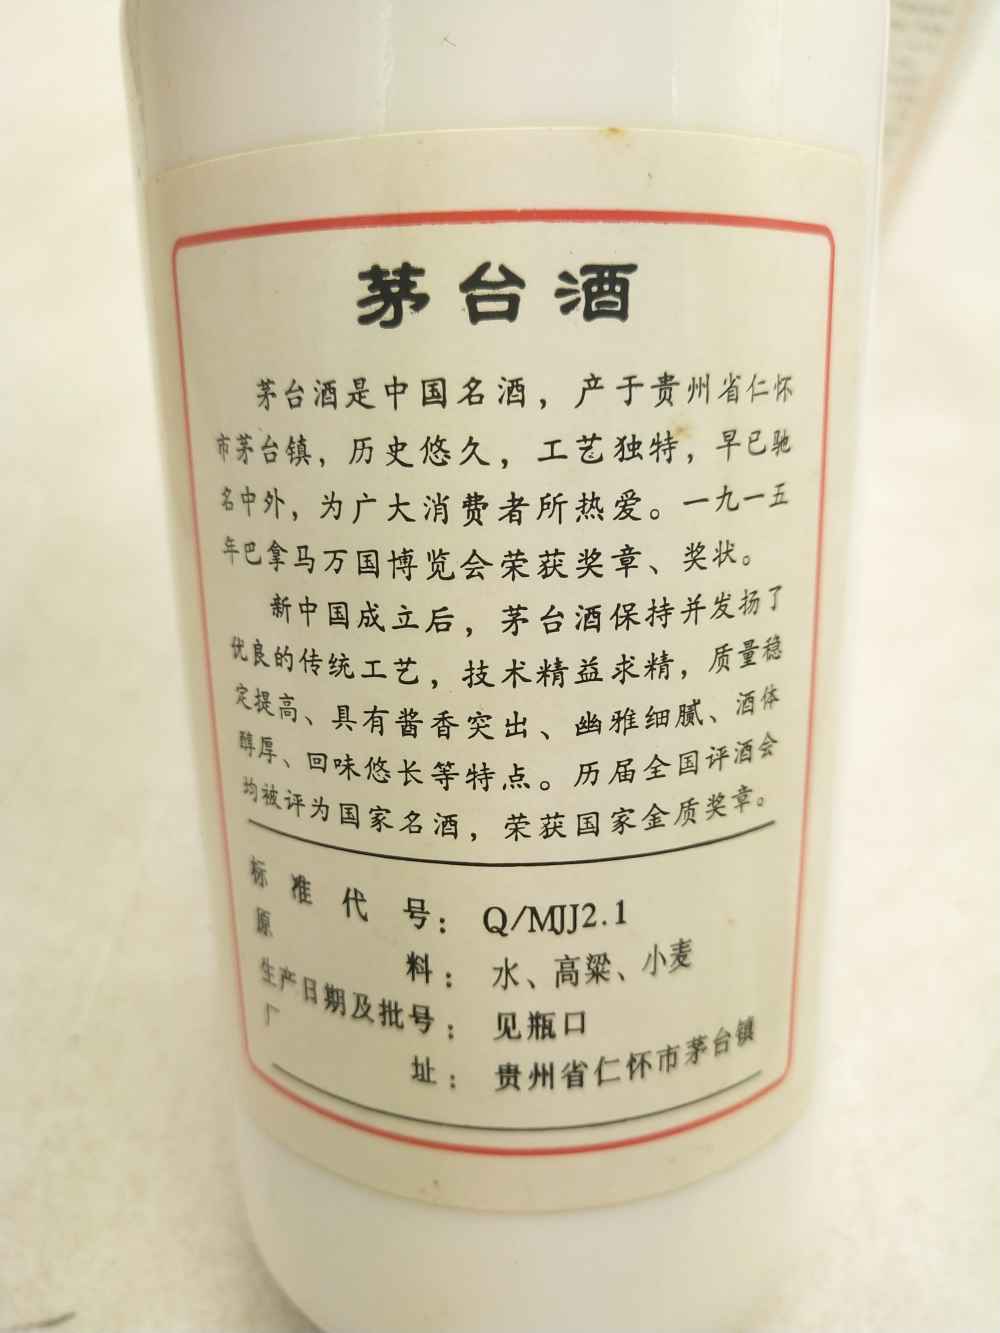 茅台酒
茅台酒是中国名酒，产于贵州省仁怀
市茅台镇，历史悠久，工艺独特，早已驰
名中外，为广大消费者所热爱。一九一五
年巴拿马万国博览会荣获奖章、奖状。
新中国成立后，茅台酒保持并发扬了
优良的传统工艺，技术精益求精，质量稳
定提高、具有酱香突出、幽雅细腻、酒体
醇厚、回味悠长等特点。历届全国评酒会
均被评为国家名酒，荣获国家金质奖章。
标准代号：Q/MJJ2.1
原料：水、高粱、小麦
生产日期及批号：见瓶口
厂址：贵州省仁怀市茅台镇